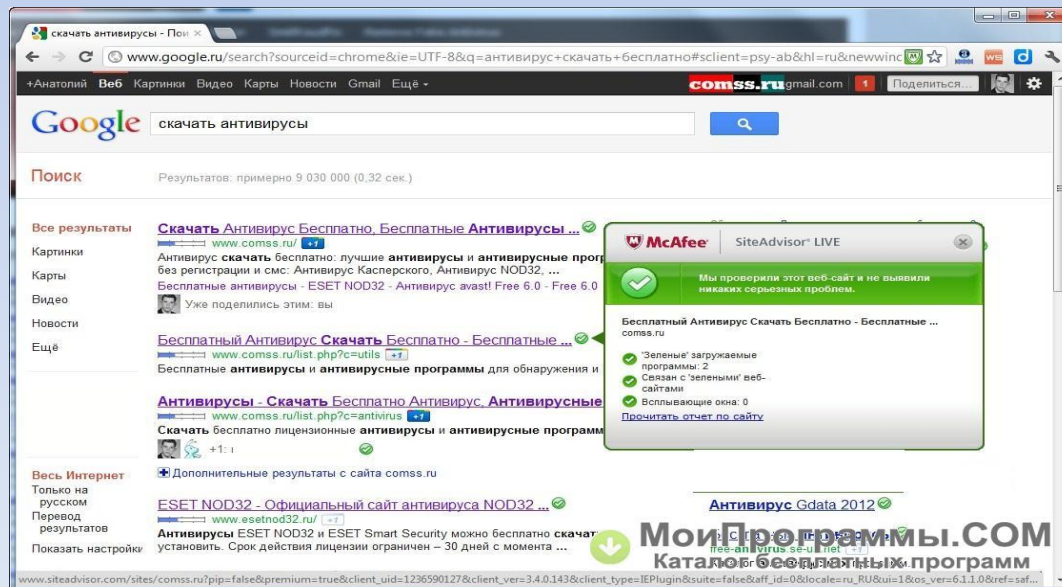 скачать антивирусы - Пои
www.google.ru/search?sourceid=chrome&ie=UTF-8&q=антивирус+скачать+бесплатно#sclient=psy-ab&hl=ru&newwinc
+Анатолий Веб Картинки Видео Карты Новости Gmail Ещё
comss.ru gmail.com 1 Поделиться...
Google скачать антивирусы
Поиск Результатов: примерно 9 030 000 (0,32 сек.)
Все результаты
Картинки
Карты
Видео
Новости
Ещё
Весь Интернет
Только на
русском
Перевод
результатов
Показать настройки
Скачать Антивирус Бесплатно, Бесплатные Антивирусы ...
www.comss.ru/ +1
Антивирус скачать бесплатно: лучшие антивирусы и антивирусные прог
без регистрации и смс: Антивирус Касперского, Антивирус NOD32, ...
Бесплатные антивирусы - ESET NOD32 - Антивирус avast! Free 6.0 - Free 6.0
Уже поделились этим: вы
Бесплатный Антивирус Скачать Бесплатно - Бесплатные ...
www.comss.ru/list.php?c=utils +1
Бесплатные антивирусы и антивирусные программы для обнаружения и
Антивирусы - Скачать Бесплатно Антивирус, Антивирусные
www.comss.ru/list.php?c=antivirus +1
Скачать бесплатно лицензионные антивирусы и антивирусные программ
+1:
Дополнительные результаты с сайта comss.ru
ESET NOD32 - Официальный сайт антивируса NOD32 ...
www.esetnod32.ru/ +1
Антивирусы ESET NOD32 и ESET Smart Security можно бесплатно скачат
установить. Срок действия лицензии ограничен – 30 дней с момента ...
McAfee SiteAdvisor® LIVE
Мы проверили этот веб-сайт и не выявили
никаких серьезных проблем.
Бесплатный Антивирус Скачать Бесплатно - Бесплатные ...
comss.ru
'Зеленые' загружаемые
программы: 2
Связан с 'зелеными' веб-
сайтами
Всплывающие окна: 0
Прочитать отчет по сайту
Антивирус Gdata 2012
free-antivirus.se-ua.net
МоиПрограммы.COM
Каталог бесплатных программ
www.siteadvisor.com/sites/comss.ru?pip=false&premium=true&client_uid=1236590127&client_ver=3.4.0.143&client_type=IEPlugin&suite=false&aff_id=0&locale=ru_RU&ui=1&os_ver=6.1.1.0&ref=saf...